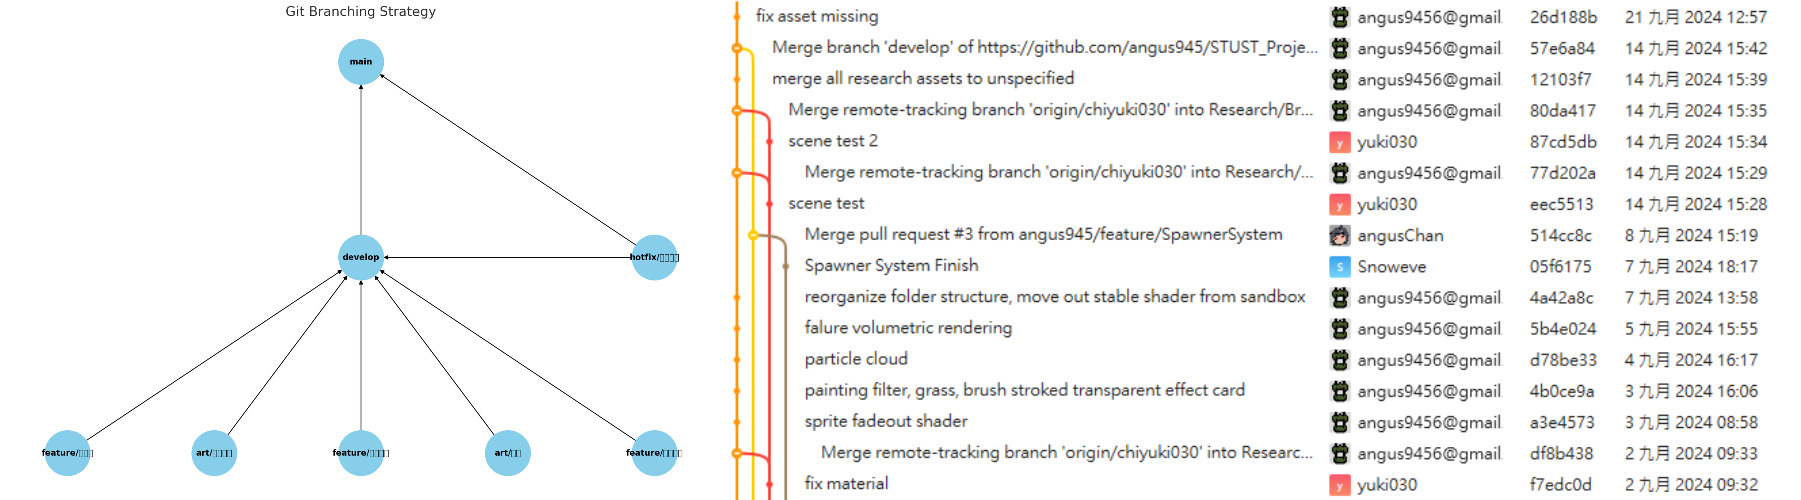 Git Branching Strategy
main
develop
hotfix/
feature/
art/
feature/
art/
feature/
fix asset missing angus9456@gmail. 26d188b 21 九月 2024 12:57
Merge branch 'develop' of https://github.com/angus945/STUST_Proje... angus9456@gmail. 57e6a84 14 九月 2024 15:42
merge all research assets to unspecified angus9456@gmail. 12103f7 14 九月 2024 15:39
Merge remote-tracking branch 'origin/chiyuki030' into Research/Br... angus9456@gmail. 80da417 14 九月 2024 15:35
scene test 2 y yuki030 87cd5db 14 九月 2024 15:34
Merge remote-tracking branch 'origin/chiyuki030' into Research/... angus9456@gmail. 77d202a 14 九月 2024 15:29
scene test y yuki030 eec5513 14 九月 2024 15:28
Merge pull request #3 from angus945/feature/SpawnerSystem angusChan 514cc8c 8 九月 2024 15:19
Spawner System Finish S Snoweve 05f6175 7 九月 2024 18:17
reorganize folder structure, move out stable shader from sandbox angus9456@gmail. 4a42a8c 7 九月 2024 13:58
falure volumetric rendering angus9456@gmail. 5b4e024 5 九月 2024 15:55
particle cloud angus9456@gmail. d78be33 4 九月 2024 16:17
painting filter, grass, brush stroked transparent effect card angus9456@gmail. 4b0ce9a 3 九月 2024 16:06
sprite fadeout shader angus9456@gmail. a3e4573 3 九月 2024 08:58
Merge remote-tracking branch 'origin/chiyuki030' into Researc... angus9456@gmail. df8b438 2 九月 2024 09:33
fix material y yuki030 f7edc0d 2 九月 2024 09:32